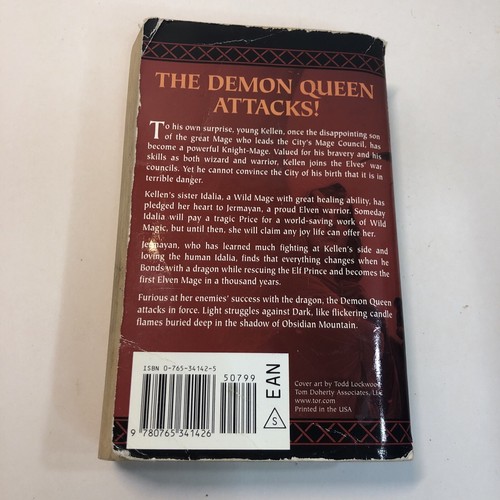 THE DEMON QUEEN
ATTACKS!
To his own surprise, young Kellen, once the disappointing son
of the great Mage who leads the City's Mage Council, has
become a powerful Knight-Mage. Valued for his bravery and his
skills as both wizard and warrior, Kellen joins the Elves' war
councils. Yet he cannot convince the City of his birth that it is in
terrible danger.
Kellen's sister Idalia, a Wild Mage with great healing ability, has
pledged her heart to Jermayan, a proud Elven warrior. Someday
Idalia will pay a tragic Price for a world-saving work of Wild
Magic, but until then, she will claim any joy life can offer her.
Jermayan, who has learned much fighting at Kellen's side and
loving the human Idalia, finds that everything changes when he
Bonds with a dragon while rescuing the Elf Prince and becomes the
first Elven Mage in a thousand years.
Furious at her enemies' success with the dragon, the Demon Queen
attacks in force. Light struggles against Dark, like flickering candle
flames buried deep in the shadow of Obsidian Mountain.
ISBN 0-765-34142-5
50799
EAN
S
9 780765 341426
Cover art by Todd Lockwood
Tom Doherty Associates, LLC
www.tor.com
Printed in the USA